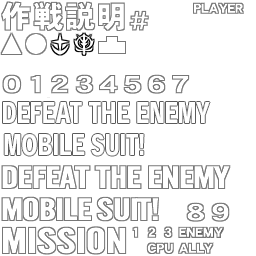 作戦説明# PLAYER
0 1 2 3 4 5 6 7
DEFEAT THE ENEMY
MOBILE SUIT!
DEFEAT THE ENEMY
MOBILE SUIT! 8 9
MISSION 1 2 3 ENEMY
CPU ALLY